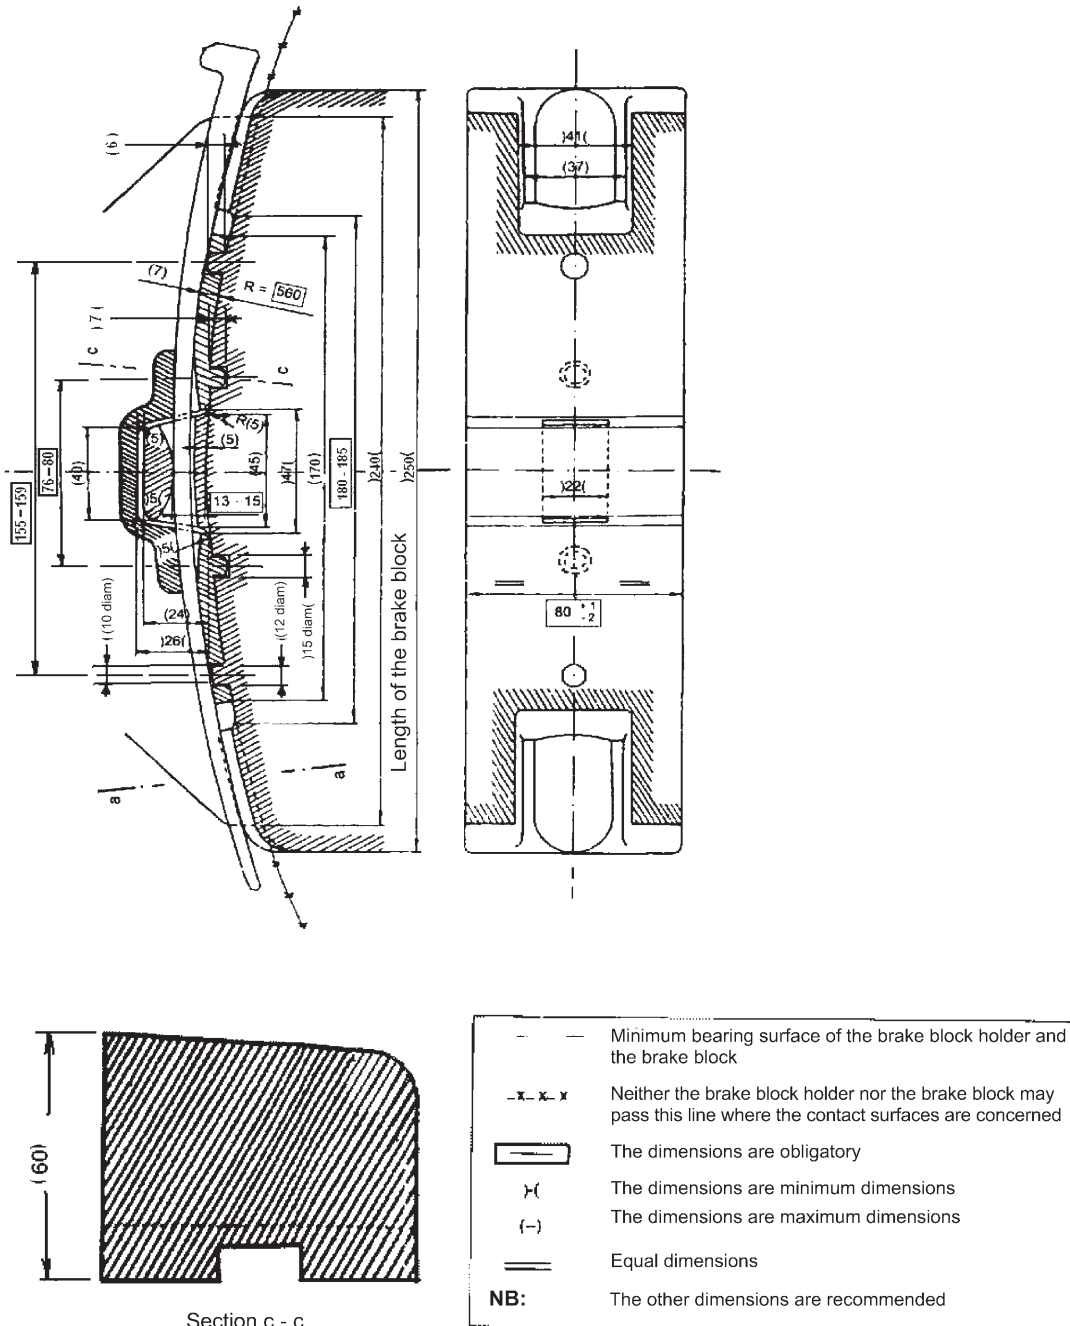 (6)
)41(
(37)
(7)
R = 560
)7(
c
c
R(5)
(5)
(5)
(45)
)47(
(170)
180 - 185
)240(
)250(
155 – 159
76 – 80
(40)
)5(
13 - 15
)5(
)22(
80 +1 -2
(24)
)26(
((10 diam)
((12 diam)
)15 diam(
Length of the brake block
a
a
(60)
Section c - c
Minimum bearing surface of the brake block holder and
the brake block
Neither the brake block holder nor the brake block may
pass this line where the contact surfaces are concerned
The dimensions are obligatory
)-( The dimensions are minimum dimensions
(–) The dimensions are maximum dimensions
Equal dimensions
NB: The other dimensions are recommended